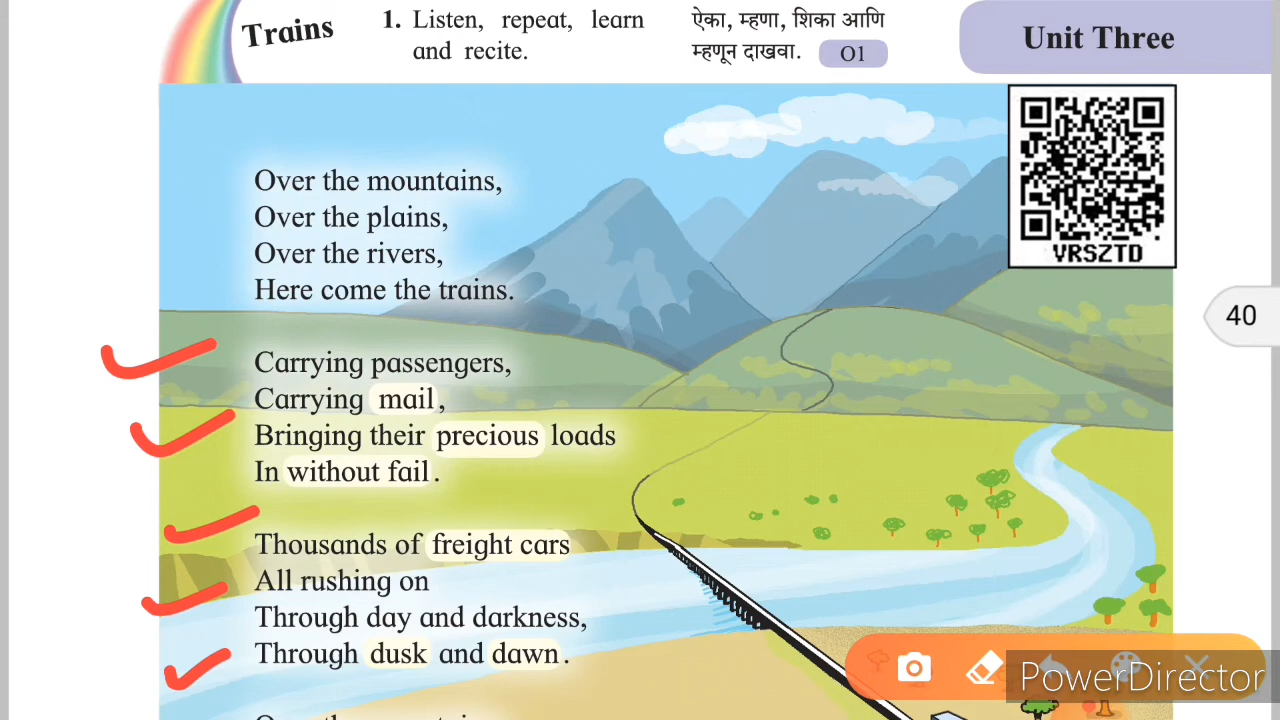 Trains
1. Listen, repeat, learn
and recite.
ऐका, म्हणा, शिका आणि
म्हणून दाखवा. O1
Unit Three
VRSZTD
40
Over the mountains,
Over the plains,
Over the rivers,
Here come the trains.
Carrying passengers,
Carrying mail,
Bringing their precious loads
In without fail.
Thousands of freight cars
All rushing on
Through day and darkness,
Through dusk and dawn.
PowerDirector